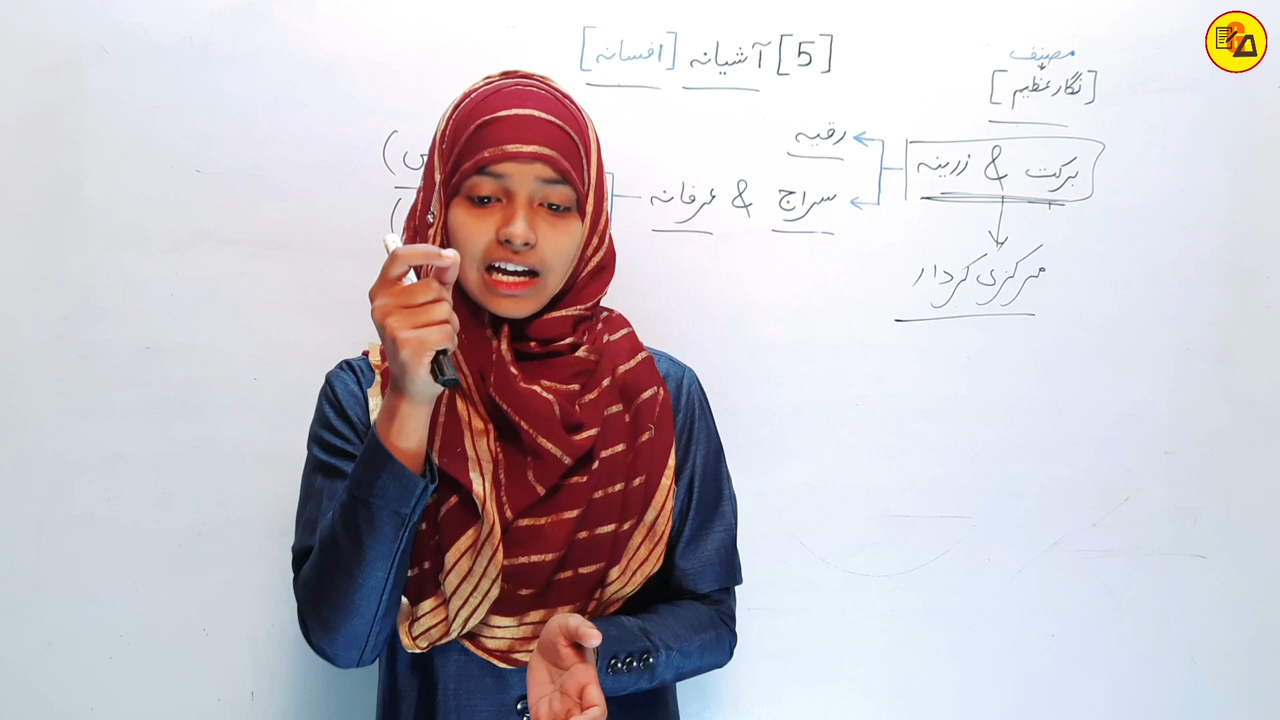 [5] آشیانہ [افسانہ]
مصنف
[نگار عظیم]
برکت & زرینہ
رقیہ
سراج & عرفانہ
مرکزی کردار